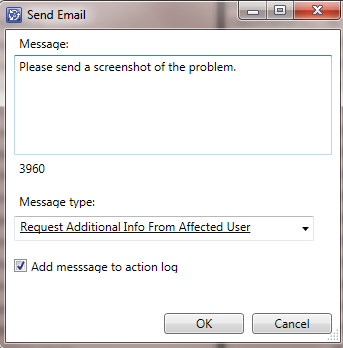 Send Email
Message:
Please send a screenshot of the problem.
3960
Message type:
Request Additional Info From Affected User
Add messsage to action log
OK
Cancel